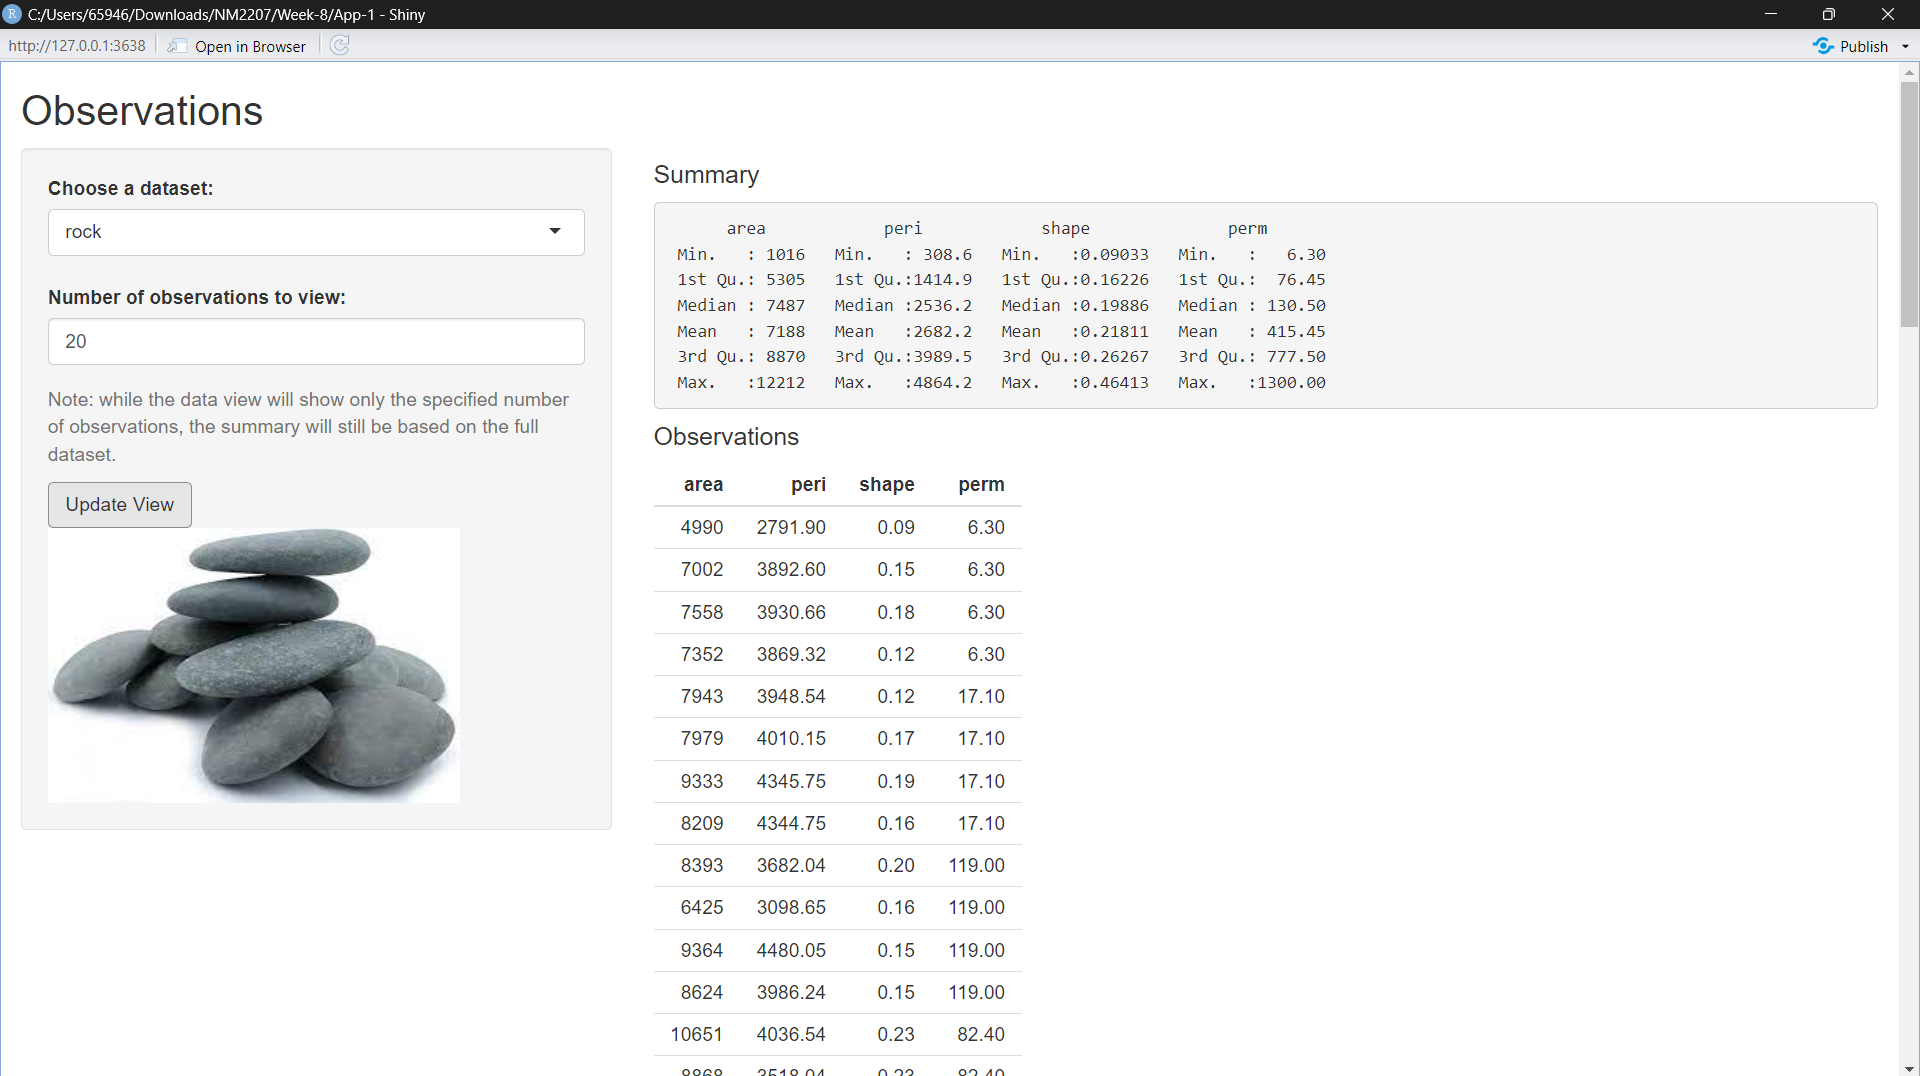 C:/Users/65946/Downloads/NM2207/Week-8/App-1 - Shiny
http://127.0.0.1:3638 Open in Browser Publish
Observations
Choose a dataset:
rock
Number of observations to view:
20
Note: while the data view will show only the specified number
of observations, the summary will still be based on the full
dataset.
Update View
Summary
area peri shape perm
Min. : 1016 Min. : 308.6 Min. :0.09033 Min. : 6.30
1st Qu.: 5305 1st Qu.:1414.9 1st Qu.:0.16226 1st Qu.: 76.45
Median : 7487 Median :2536.2 Median :0.19886 Median : 130.50
Mean : 7188 Mean :2682.2 Mean :0.21811 Mean : 415.45
3rd Qu.: 8870 3rd Qu.:3989.5 3rd Qu.:0.26267 3rd Qu.: 777.50
Max. :12212 Max. :4864.2 Max. :0.46413 Max. :1300.00
Observations
area peri shape perm
4990 2791.90 0.09 6.30
7002 3892.60 0.15 6.30
7558 3930.66 0.18 6.30
7352 3869.32 0.12 6.30
7943 3948.54 0.12 17.10
7979 4010.15 0.17 17.10
9333 4345.75 0.19 17.10
8209 4344.75 0.16 17.10
8393 3682.04 0.20 119.00
6425 3098.65 0.16 119.00
9364 4480.05 0.15 119.00
8624 3986.24 0.15 119.00
10651 4036.54 0.23 82.40
8868 3518.04 0.23 82.40